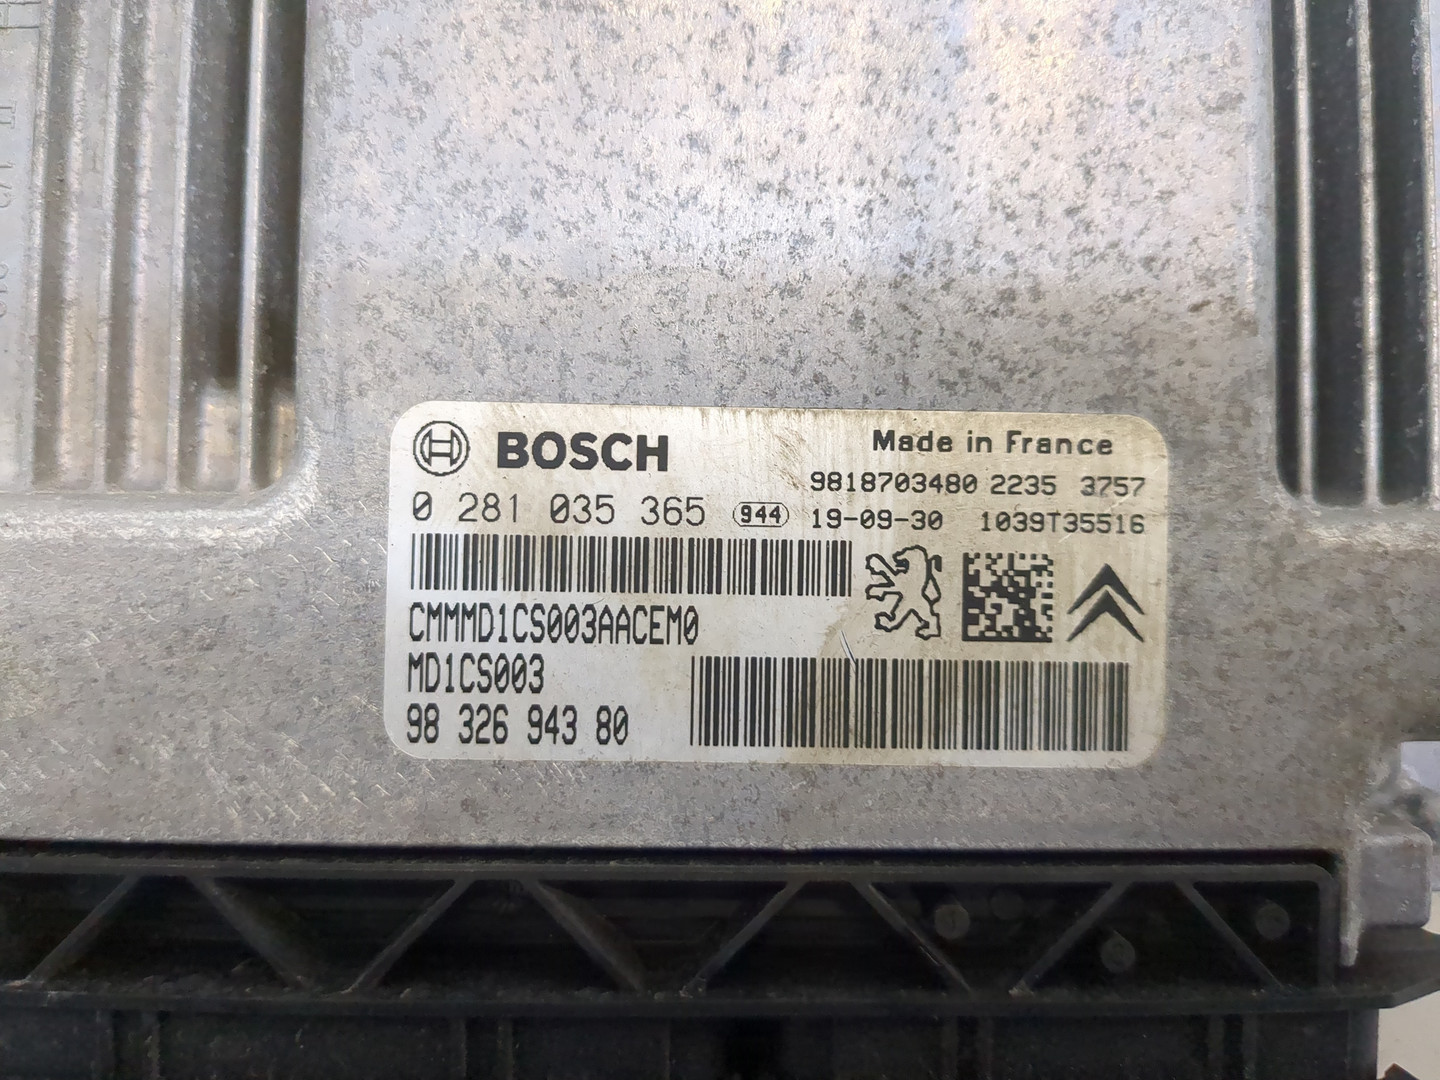 BOSCH
Made in France
9818703480 2235 3757
0 281 035 365 944 19-09-30 1039T35516
CMMMD1CS003AACEM0
MD1CS003
98 326 943 80